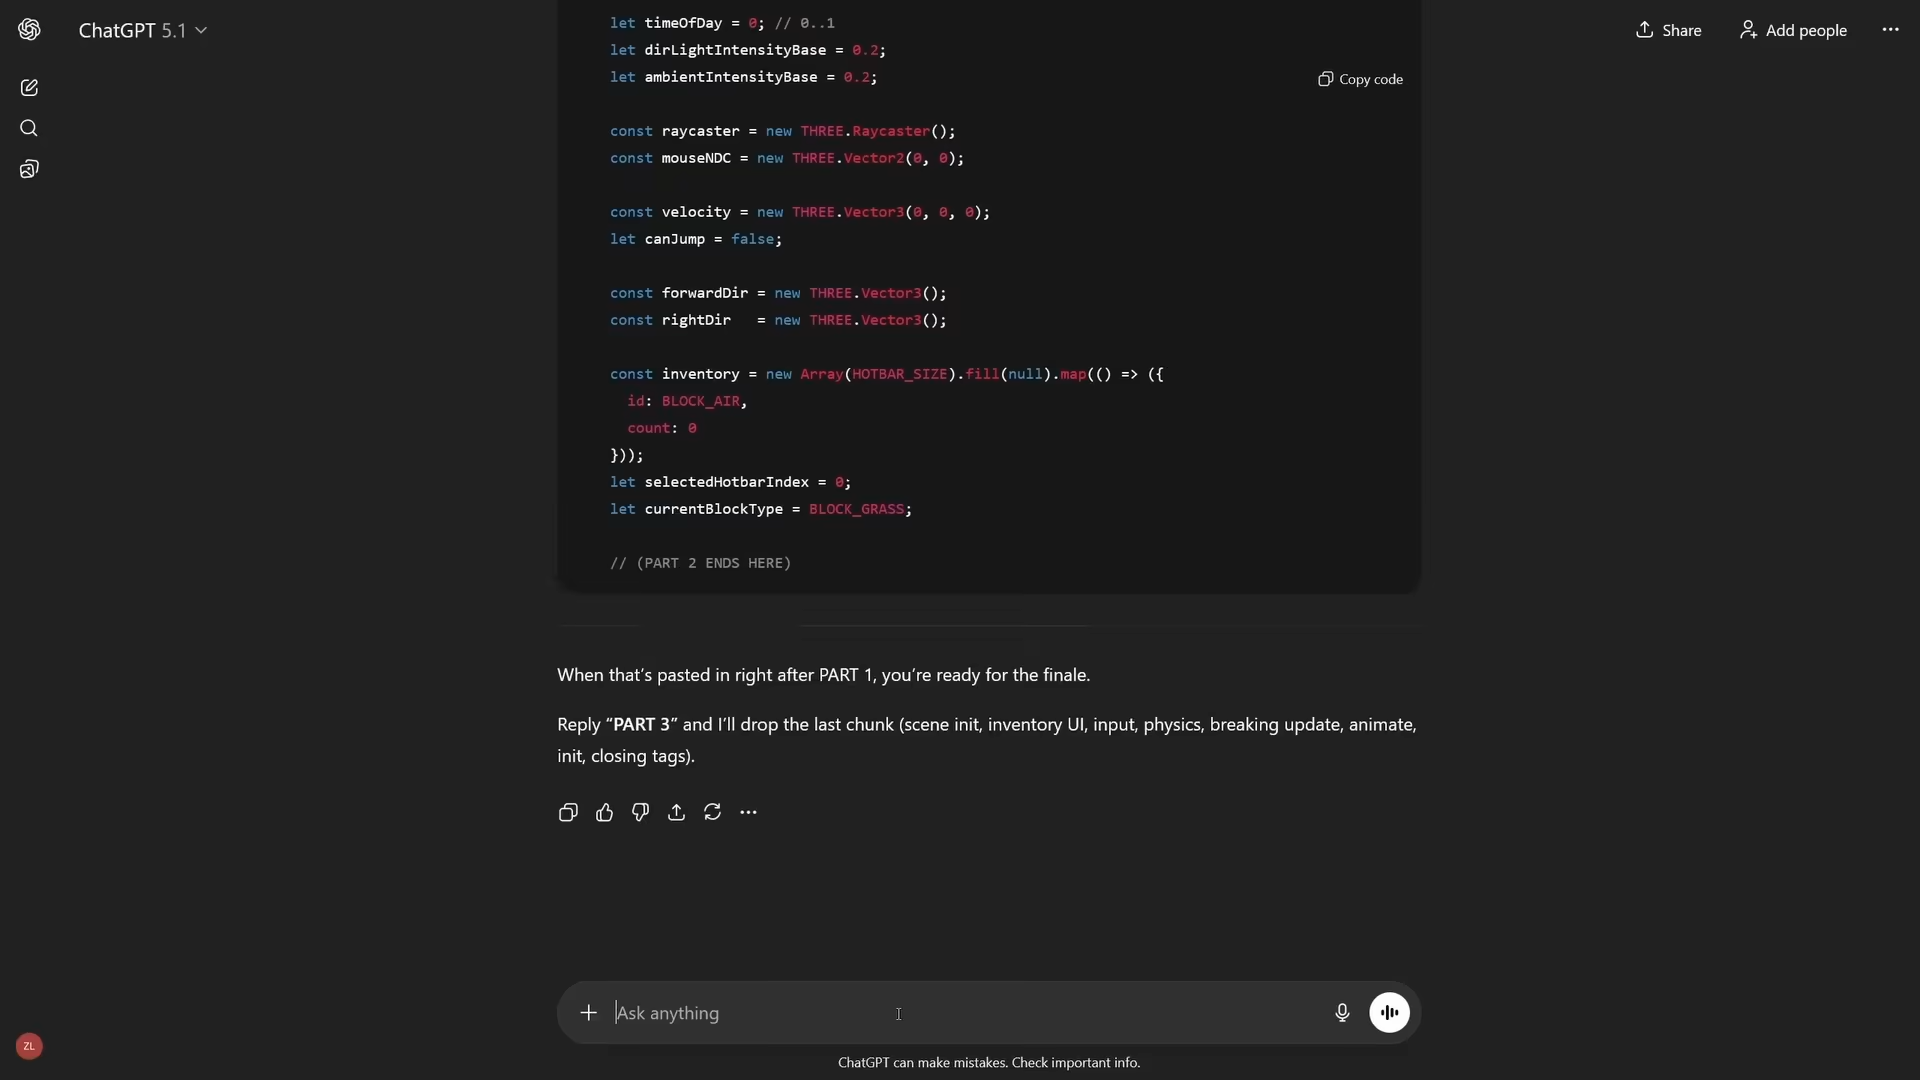 ChatGPT 5.1
Share
Add people
let timeOfDay = 0; // 0..1
let dirLightIntensityBase = 0.2;
let ambientIntensityBase = 0.2;
Copy code
const raycaster = new THREE.Raycaster();
const mouseNDC = new THREE.Vector2(0, 0);
const velocity = new THREE.Vector3(0, 0, 0);
let canJump = false;
const forwardDir = new THREE.Vector3();
const rightDir   = new THREE.Vector3();
const inventory = new Array(HOTBAR_SIZE).fill(null).map(() => ({
  id: BLOCK_AIR,
  count: 0
}));
let selectedHotbarIndex = 0;
let currentBlockType = BLOCK_GRASS;
// (PART 2 ENDS HERE)
When that’s pasted in right after PART 1, you’re ready for the finale.
Reply “PART 3” and I’ll drop the last chunk (scene init, inventory UI, input, physics, breaking update, animate,
init, closing tags).
Ask anything
ZL
ChatGPT can make mistakes. Check important info.